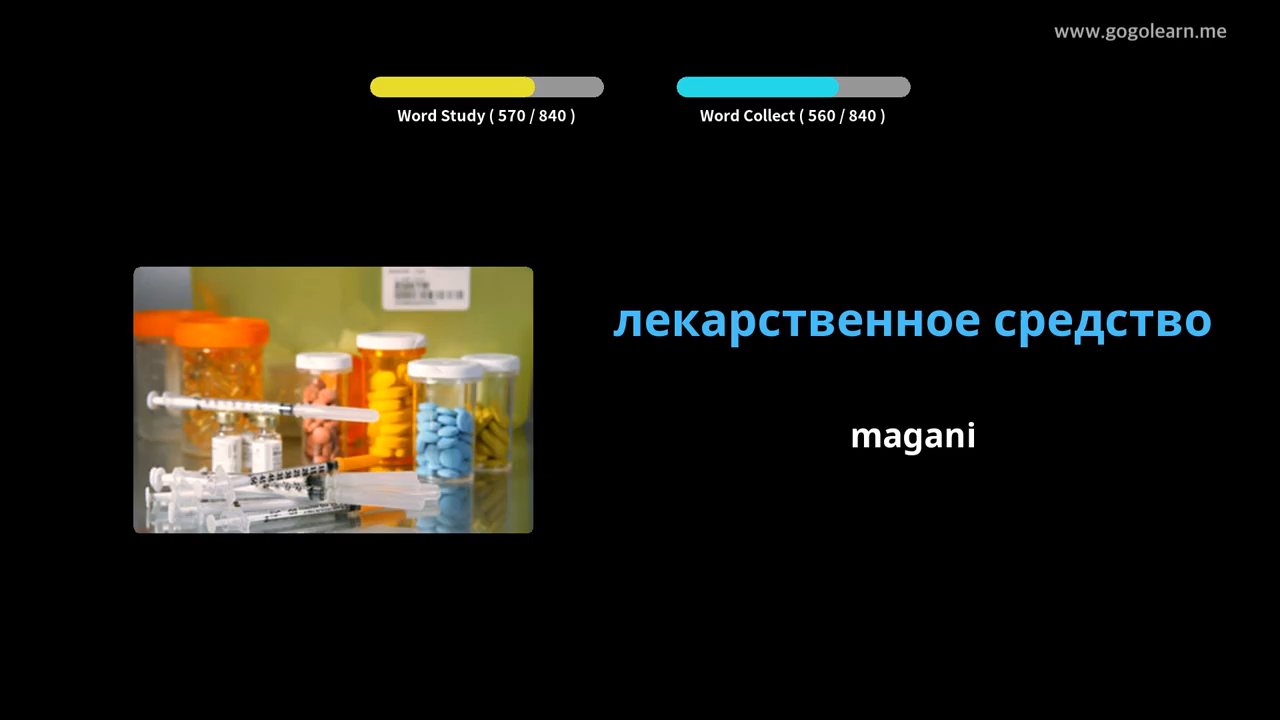 www.gogolearn.me
Word Study ( 570 / 840 )
Word Collect ( 560 / 840 )
лекарственное средство
magani